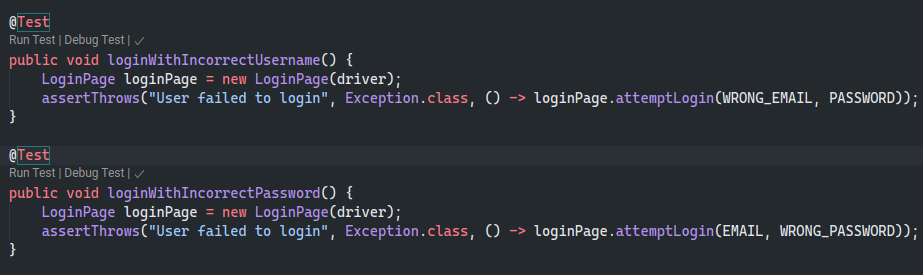 @Test
Run Test | Debug Test | ✓
public void loginWithIncorrectUsername() {
    LoginPage loginPage = new LoginPage(driver);
    assertThrows("User failed to login", Exception.class, () -> loginPage.attemptLogin(WRONG_EMAIL, PASSWORD));
}
@Test
Run Test | Debug Test | ✓
public void loginWithIncorrectPassword() {
    LoginPage loginPage = new LoginPage(driver);
    assertThrows("User failed to login", Exception.class, () -> loginPage.attemptLogin(EMAIL, WRONG_PASSWORD));
}